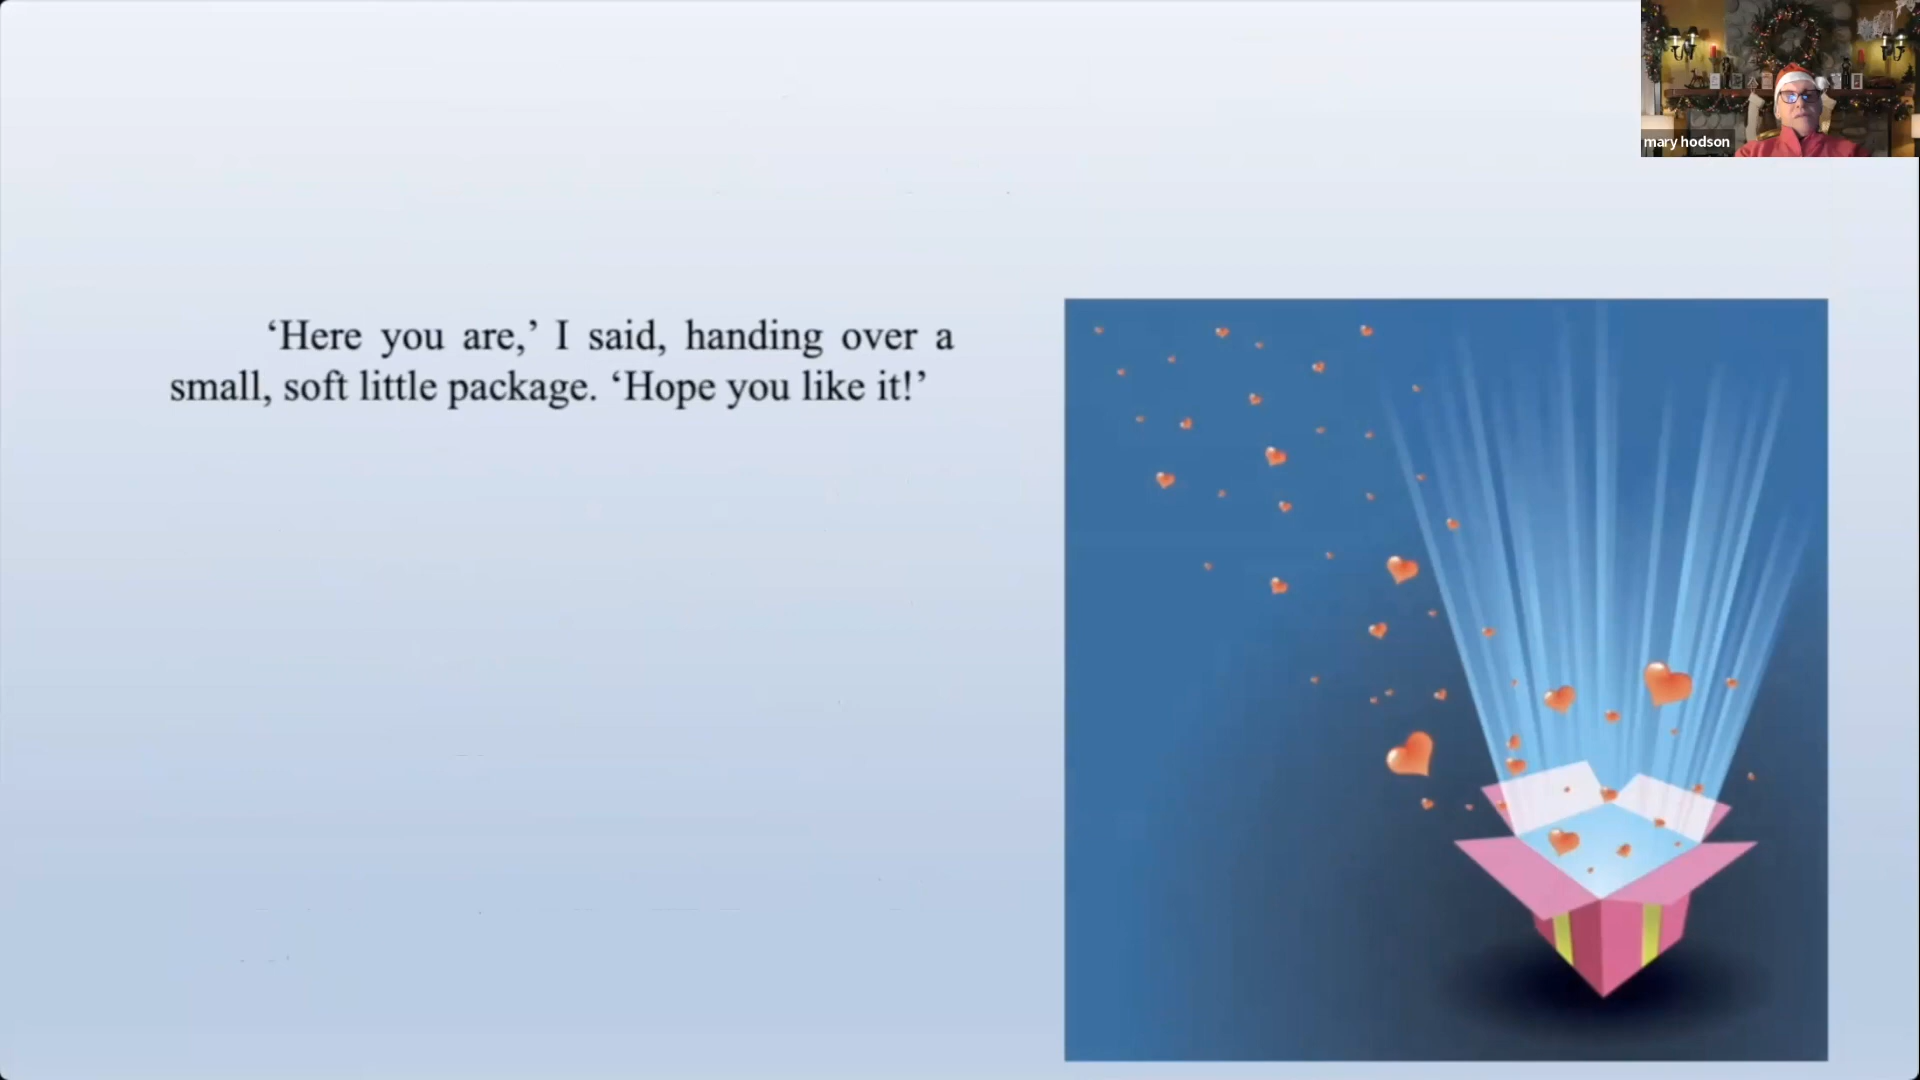 mary hodson
‘Here you are,’ I said, handing over a
small, soft little package. ‘Hope you like it!’